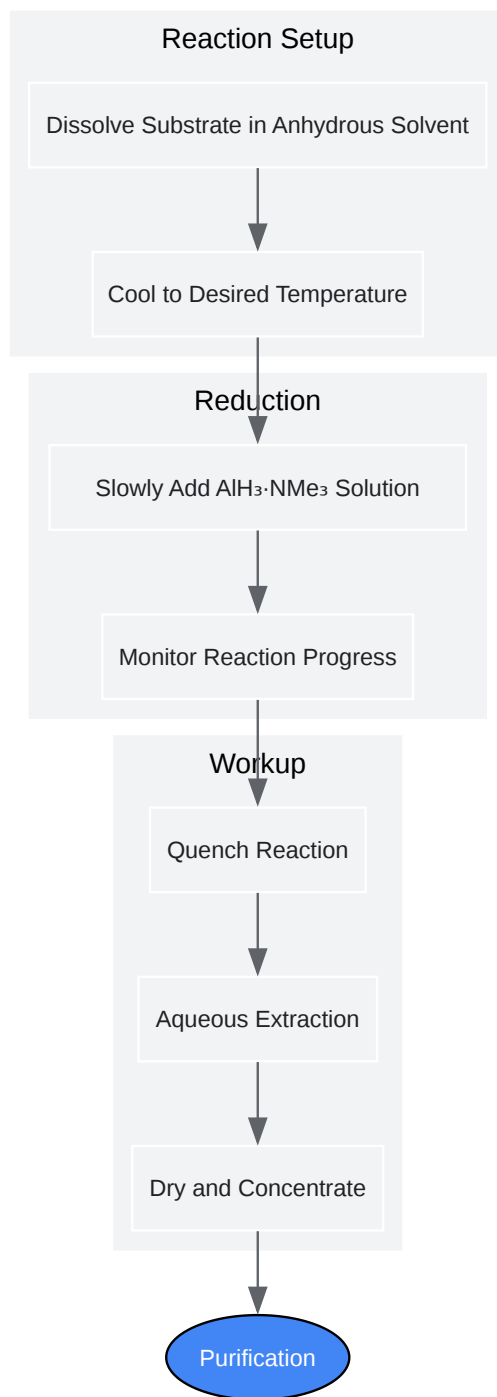 Reaction Setup
Dissolve Substrate in Anhydrous Solvent
Cool to Desired Temperature
Reduction
Slowly Add AlH₃·NMe₃ Solution
Monitor Reaction Progress
Workup
Quench Reaction
Aqueous Extraction
Dry and Concentrate
Purification